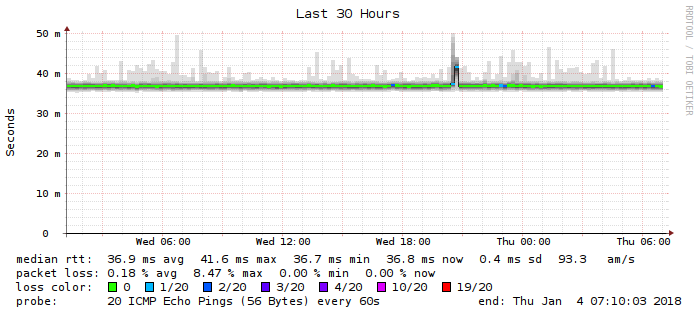 Last 30 Hours
RRDTOOL / TOBI OETIKER
Seconds
50 m
40 m
30 m
20 m
10 m
0
Wed 06:00 Wed 12:00 Wed 18:00 Thu 00:00 Thu 06:00
median rtt: 36.9 ms avg 41.6 ms max 36.7 ms min 36.8 ms now 0.4 ms sd 93.3 am/s
packet loss: 0.18 % avg 8.47 % max 0.00 % min 0.00 % now
loss color: 0 1/20 2/20 3/20 4/20 10/20 19/20
probe: 20 ICMP Echo Pings (56 Bytes) every 60s end: Thu Jan 4 07:10:03 2018